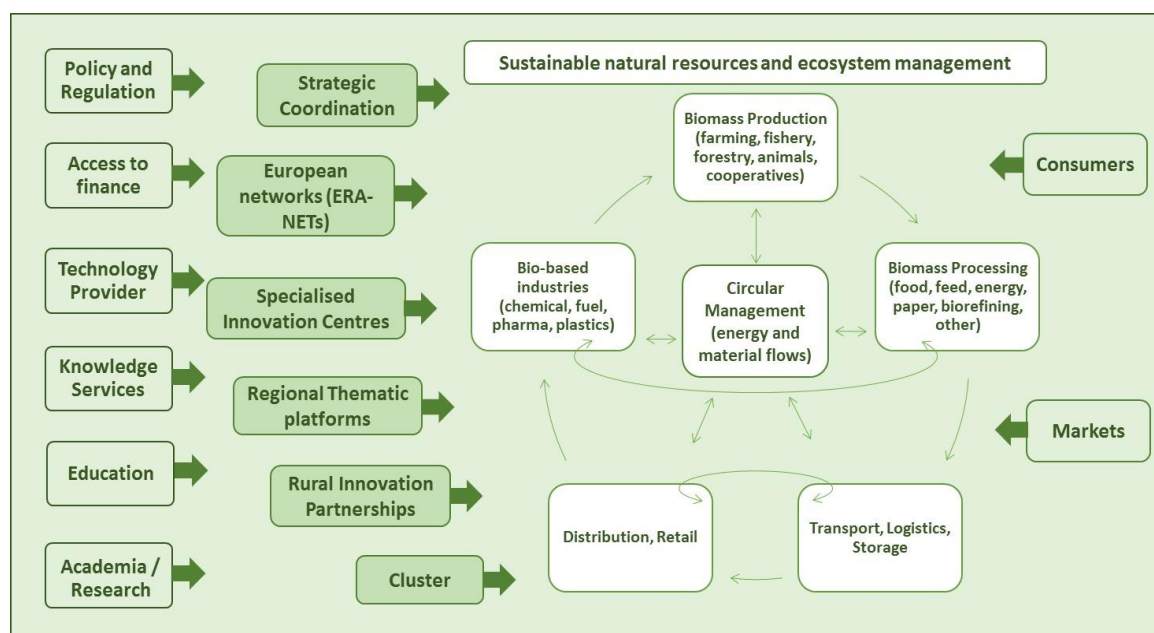 Policy and
Regulation
Access to
finance
Technology
Provider
Knowledge
Services
Education
Academia /
Research
Strategic
Coordination
European
networks (ERA-
NETs)
Specialised
Innovation Centres
Regional Thematic
platforms
Rural Innovation
Partnerships
Cluster
Sustainable natural resources and ecosystem management
Biomass Production
(farming, fishery,
forestry, animals,
cooperatives)
Bio-based
industries
(chemical, fuel,
pharma, plastics)
Circular
Management
(energy and
material flows)
Biomass Processing
(food, feed, energy,
paper, biorefining,
other)
Distribution, Retail
Transport, Logistics,
Storage
Consumers
Markets